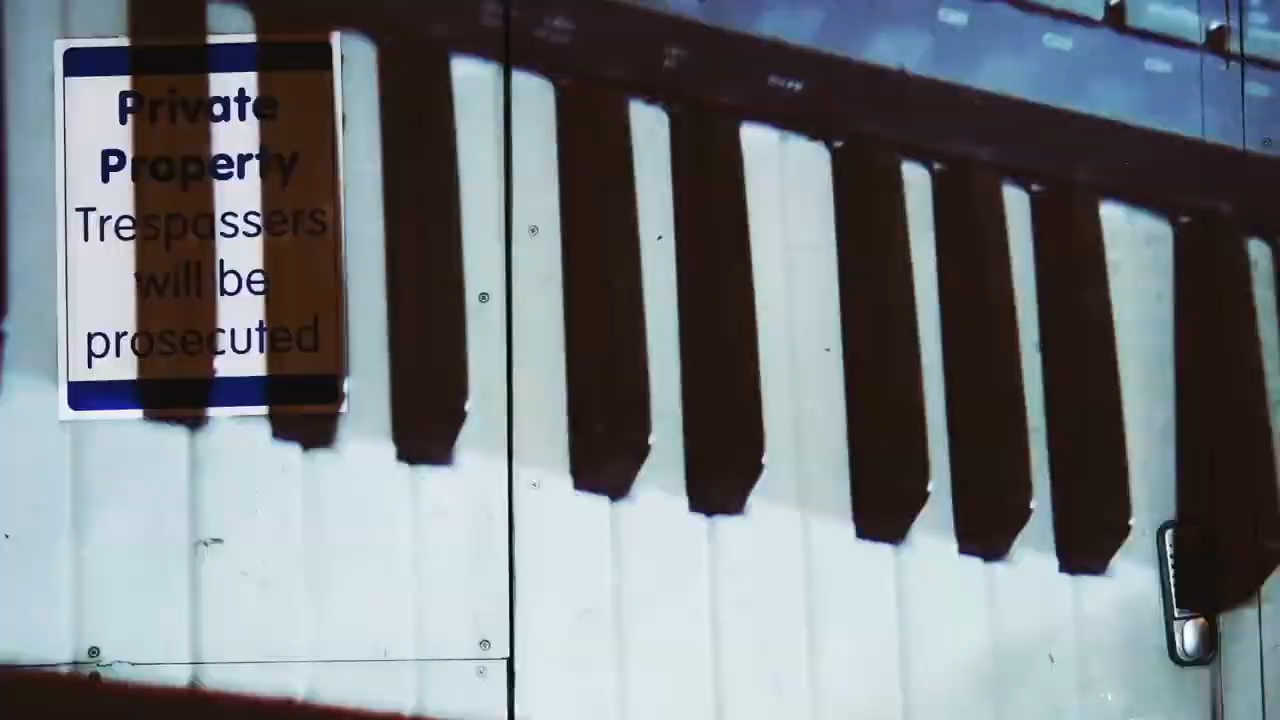 Private
Property
Trespassers
will be
prosecuted